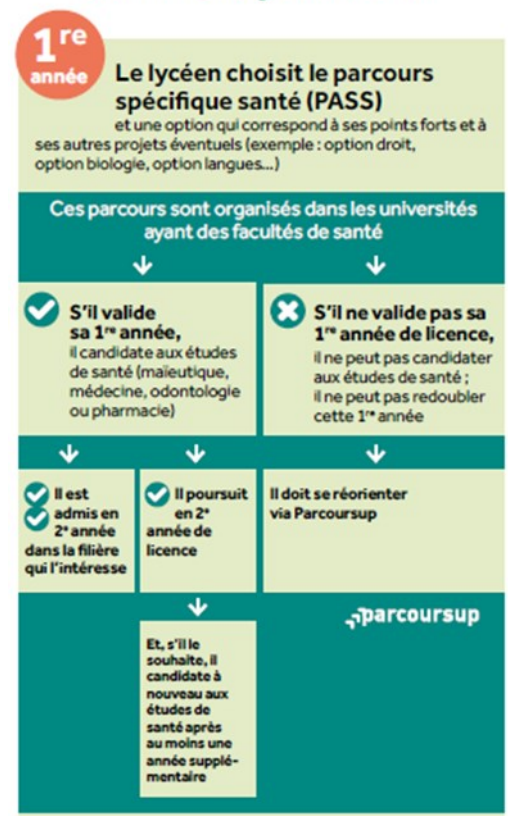 1re
année
Le lycéen choisit le parcours
spécifique santé (PASS)
et une option qui correspond à ses points forts et à
ses autres projets éventuels (exemple : option droit,
option biologie, option langues...)
Ces parcours sont organisés dans les universités
ayant des facultés de santé
S'il valide
sa 1re année,
il candidate aux études
de santé (maïeutique,
médecine, odontologie
ou pharmacie)
S'il ne valide pas sa
1re année de licence,
il ne peut pas candidater
aux études de santé ;
il ne peut pas redoubler
cette 1re année
Il est
admis en
2e année
dans la filière
qui l'intéresse
Il poursuit
en 2e
année de
licence
Il doit se réorienter
via Parcoursup
parcoursup
Et, s'il le
souhaite, il
candidate à
nouveau aux
études de
santé après
au moins une
année supplé-
mentaire